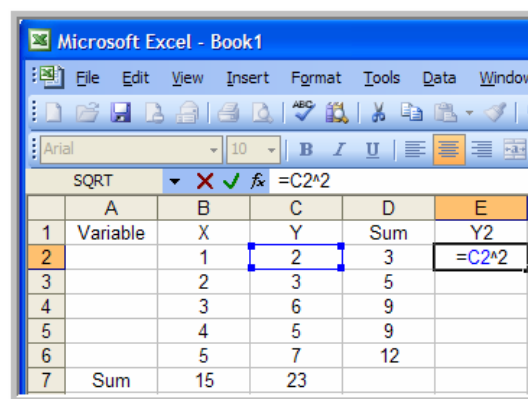 Microsoft Excel - Book1
File Edit View Insert Format Tools Data Window
ABC
Arial 10 B I U
SQRT fx =C2^2
A B C D E
1 Variable X Y Sum Y2
2 1 2 3 =C2^2
3 2 3 5
4 3 6 9
5 4 5 9
6 5 7 12
7 Sum 15 23